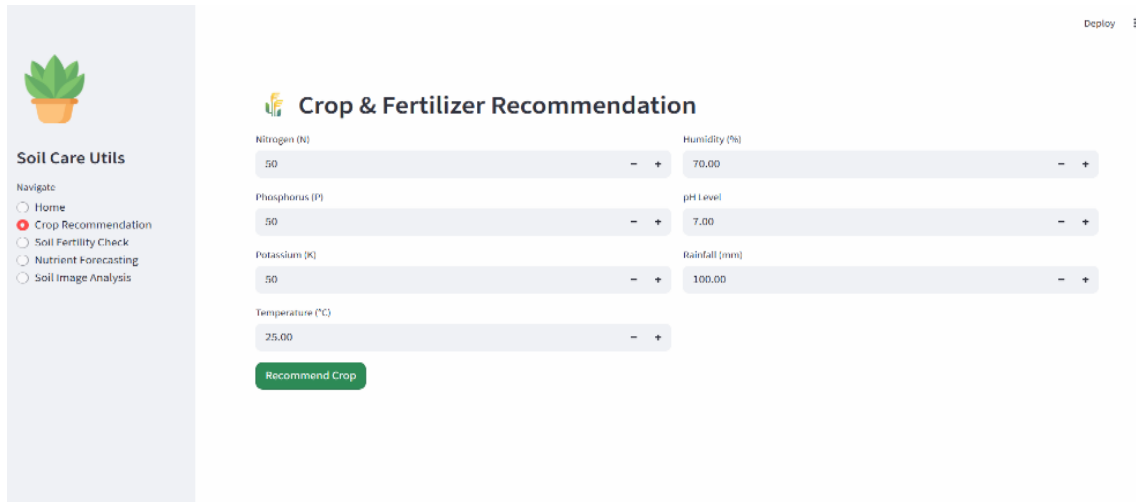 Deploy
Soil Care Utils
Navigate
Home
Crop Recommendation
Soil Fertility Check
Nutrient Forecasting
Soil Image Analysis
Crop & Fertilizer Recommendation
Nitrogen (N)
50
Phosphorus (P)
50
Potassium (K)
50
Temperature (°C)
25.00
Humidity (%)
70.00
pH Level
7.00
Rainfall (mm)
100.00
Recommend Crop